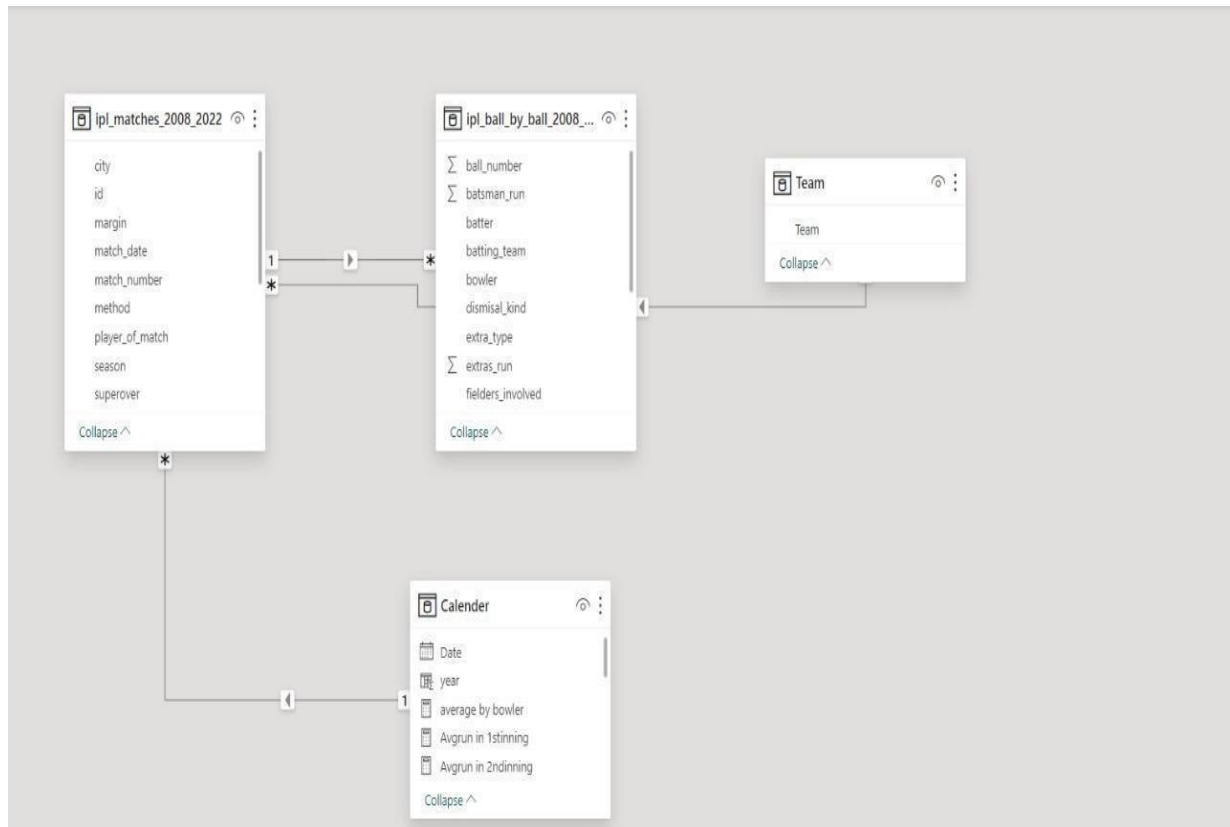 ipl_matches_2008_2022
city
id
margin
match_date
match_number
method
player_of_match
season
superover
Collapse
1
*
*
ipl_ball_by_ball_2008_...
ball_number
batsman_run
batter
batting_team
bowler
dismisal_kind
extra_type
extras_run
fielders_involved
Collapse
*
Team
Team
Collapse
*
Calender
Date
year
average by bowler
Avgrun in 1stinning
Avgrun in 2ndinning
Collapse
1